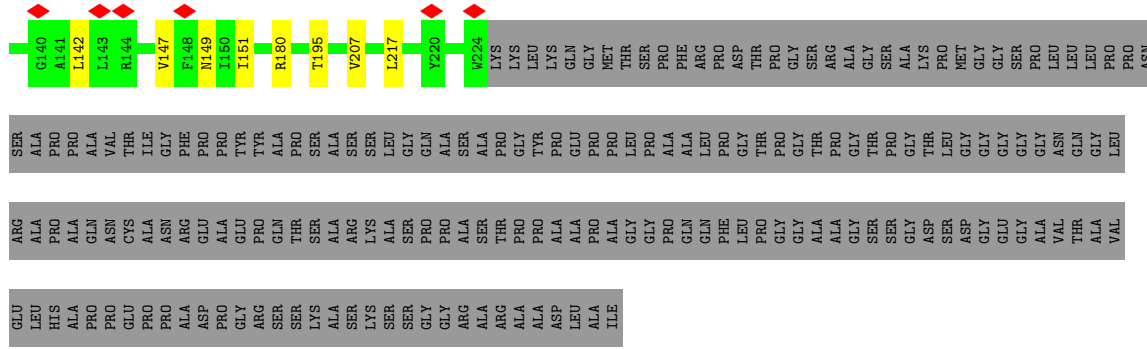 G140 A141 L142 L143 R144 V147 F148 N149 I150 I151 R180 T195 V207 L217 Y220 W224 LYS LYS LEU LYS GLN GLY MET THR SER PRO PHE ARG PRO ASP THR PRO GLY SER ARG ALA GLY SER ALA LYS PRO MET GLY GLY SER PRO LEU LEU LEU PRO PRO ASN
SER ALA PRO PRO ALA VAL THR ILE GLY PHE PRO PRO TYR TYR ALA PRO SER ALA SER SER LEU GLY GLN ALA SER ALA PRO GLY TYR PRO GLU PRO PRO LEU PRO ALA ALA LEU PRO GLY THR PRO GLY THR PRO GLY THR PRO GLY THR LEU GLY GLY GLY GLY GLY ASN GLN GLY LEU
ARG ALA PRO ALA GLN ASN CYS ALA ASN ARG GLU ALA GLU PRO GLN THR SER ALA ARG LYS ALA SER PRO PRO ALA SER THR PRO PRO ALA ALA PRO ALA GLY GLY PRO GLN GLN PHE LEU PRO GLY GLY ALA ALA GLY SER SER GLY ASP SER ASP GLY GLU GLY ALA VAL THR ALA VAL
GLU LEU HIS ALA PRO PRO GLU PRO PRO ALA ASP PRO GLY ARG SER SER LYS ALA SER LYS SER SER GLY GLY ARG ALA ARG ALA ALA ASP LEU ALA ILE